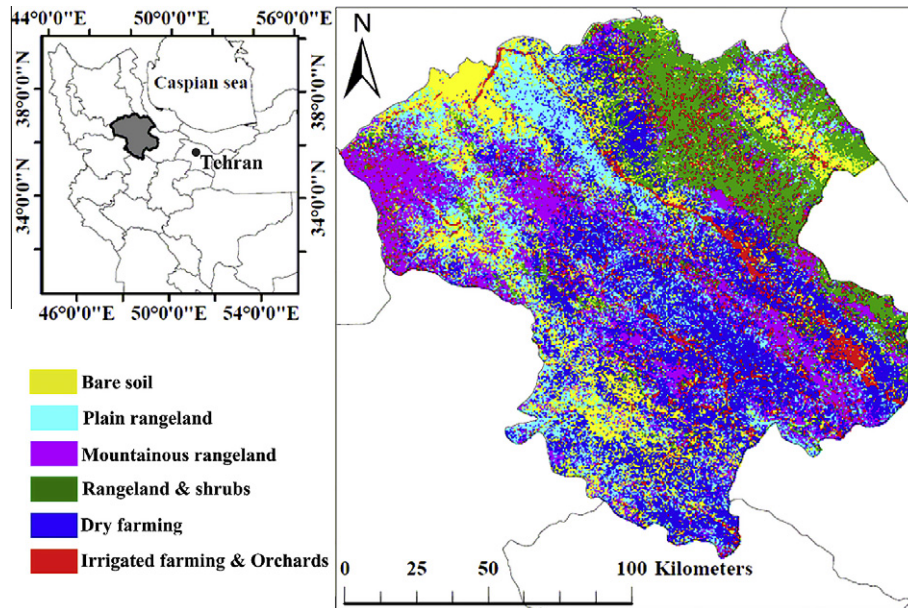 44°0'0"E 50°0'0"E 56°0'0"E
38°0'0"N
34°0'0"N
Caspian sea
Tehran
38°0'0"N
34°0'0"N
46°0'0"E 50°0'0"E 54°0'0"E
Bare soil
Plain rangeland
Mountainous rangeland
Rangeland & shrubs
Dry farming
Irrigated farming & Orchards
N
0 25 50 100 Kilometers